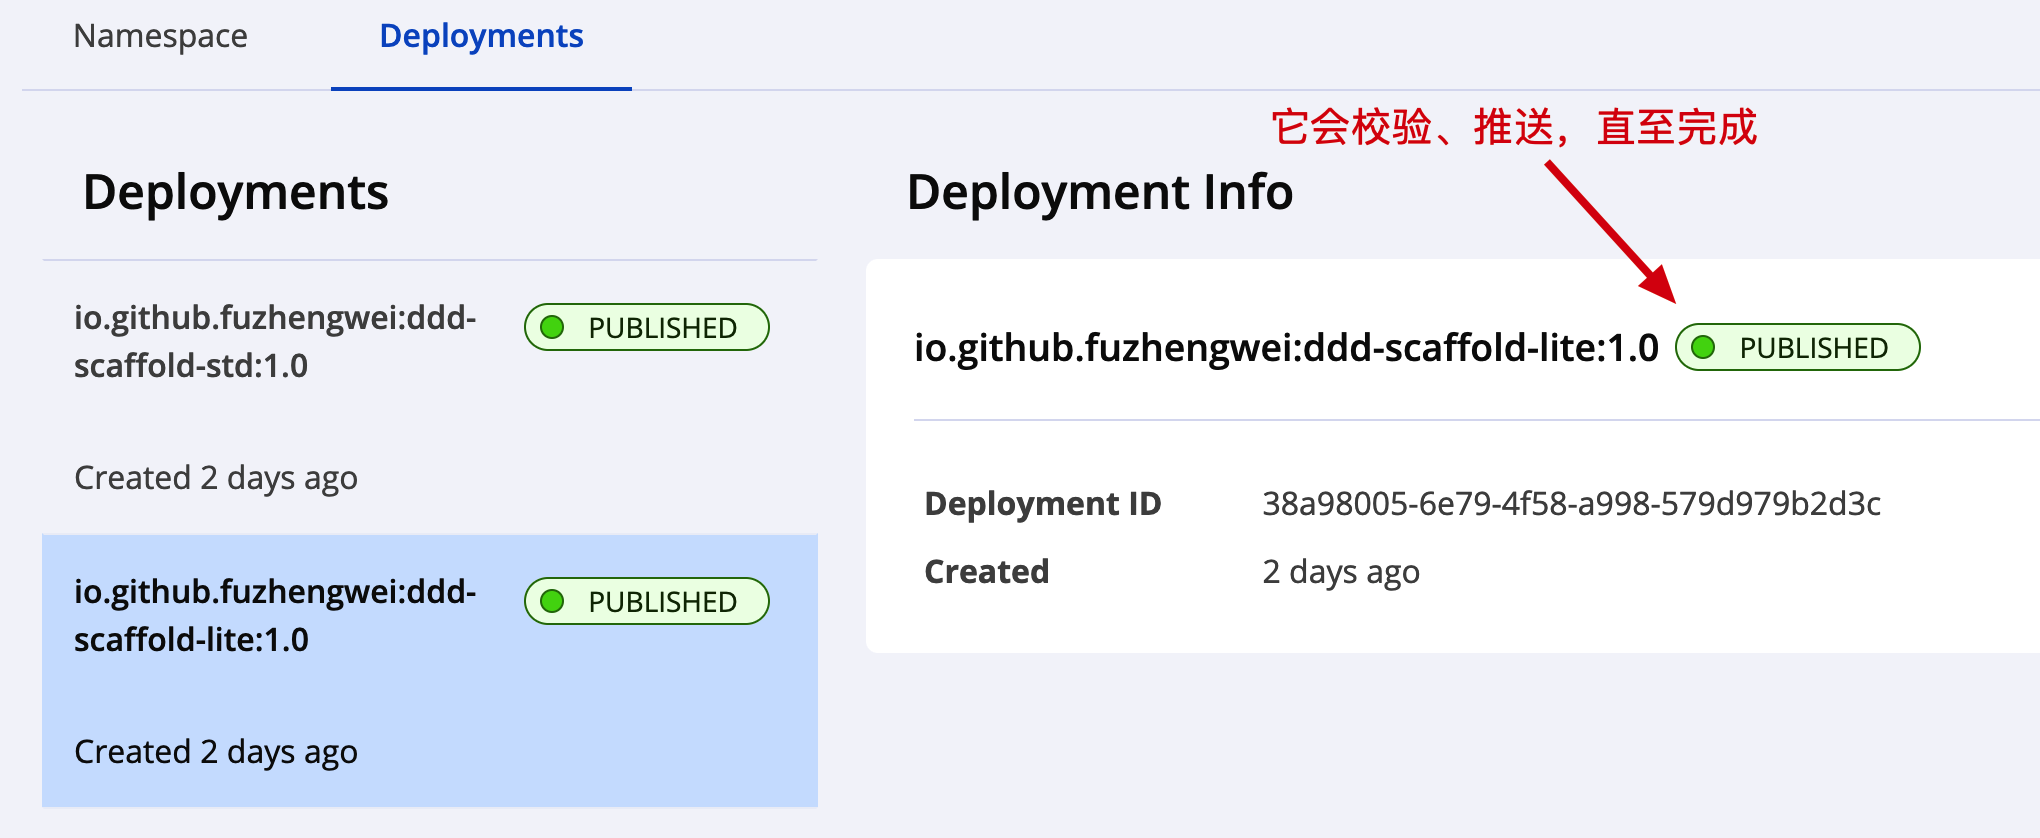 Namespace
Deployments
它会校验、推送，直至完成
Deployments
io.github.fuzhengwei:ddd-
scaffold-std:1.0
PUBLISHED
Created 2 days ago
io.github.fuzhengwei:ddd-
scaffold-lite:1.0
PUBLISHED
Created 2 days ago
Deployment Info
io.github.fuzhengwei:ddd-scaffold-lite:1.0
PUBLISHED
Deployment ID
38a98005-6e79-4f58-a998-579d979b2d3c
Created
2 days ago